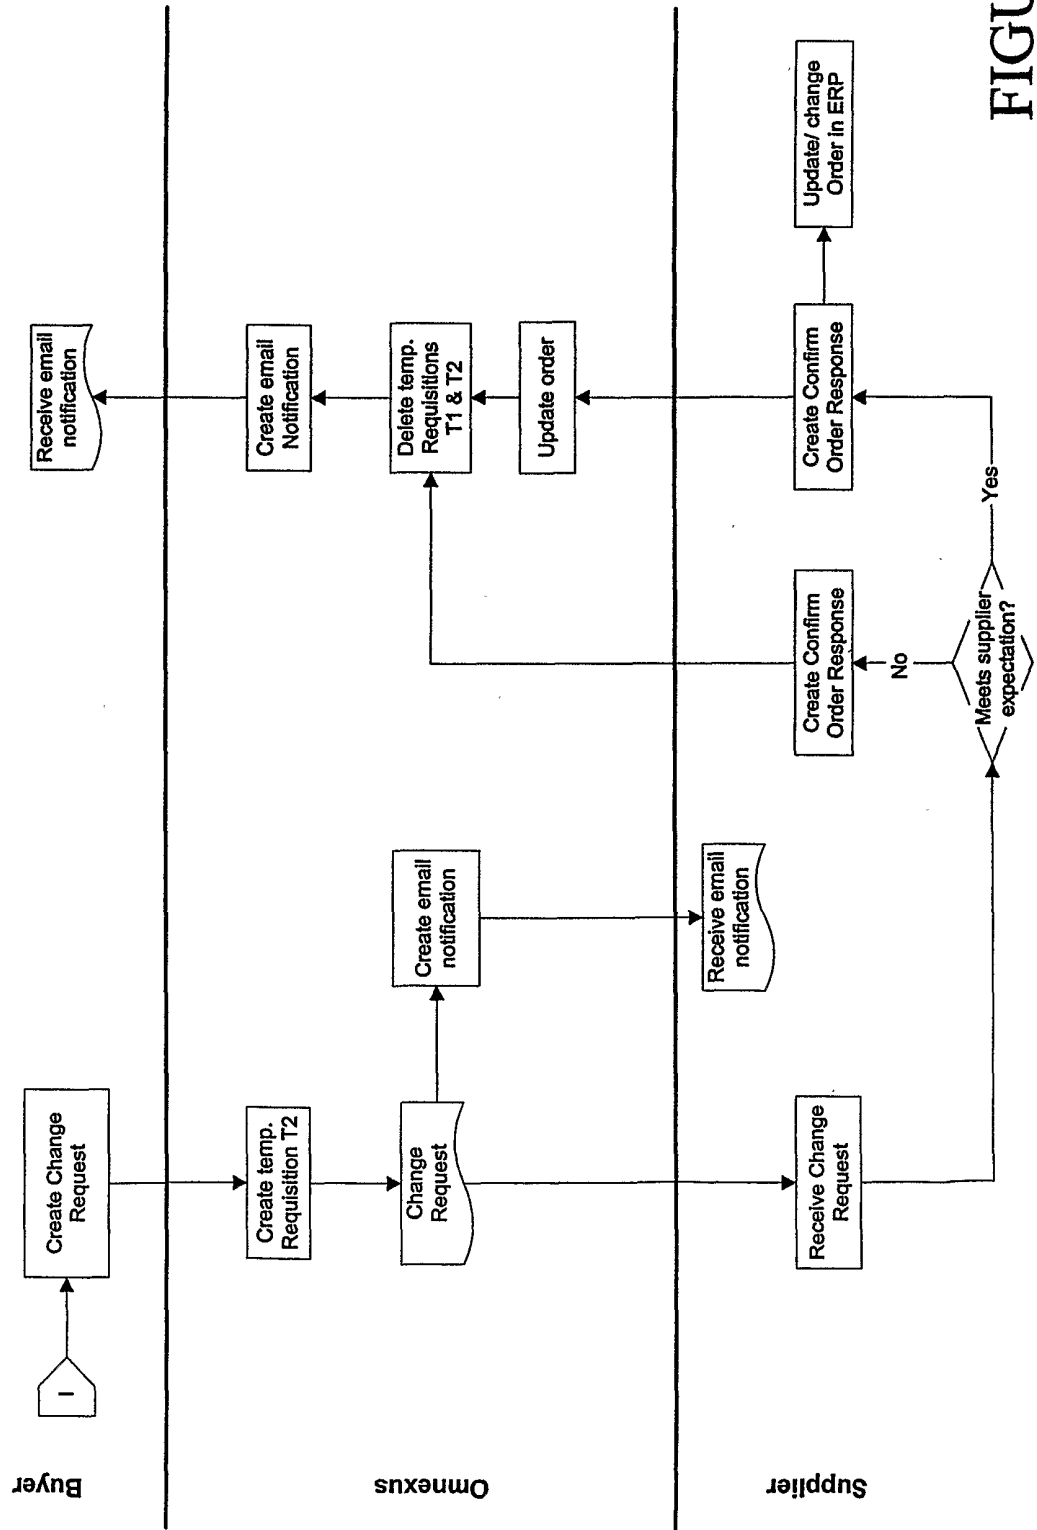 Buyer
I
Create Change
Request
Receive email
notification
Omnexus
Create temp.
Requisition T2
Change
Request
Create email
notification
Create email
Notification
Delete temp.
Requisitions
T1 & T2
Update order
Supplier
Receive email
notification
Receive Change
Request
Create Confirm
Order Response
Create Confirm
Order Response
Update/ change
Order in ERP
No
Meets supplier
expectation?
Yes
FIGU